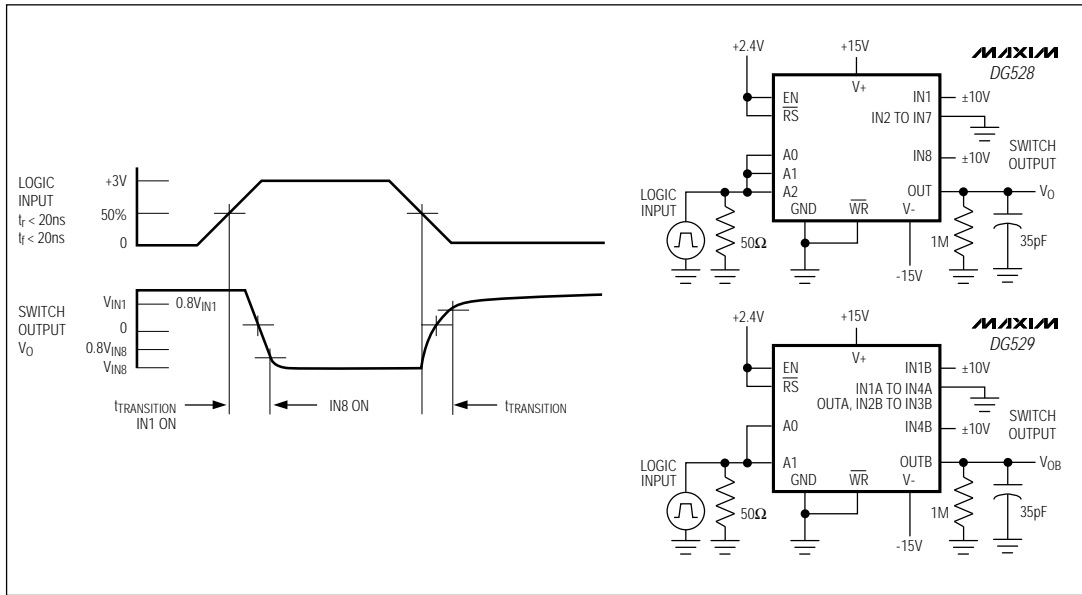 LOGIC
INPUT
tr < 20ns
tf < 20ns
+3V
50%
0
SWITCH
OUTPUT
VO
VIN1
0
0.8VIN8
VIN8
0.8VIN1
tTRANSITION
IN1 ON
IN8 ON
tTRANSITION
+2.4V
+15V
MAXIM
DG528
V+
EN
RS
IN1
±10V
IN2 TO IN7
A0
A1
A2
IN8
±10V
SWITCH
OUTPUT
OUT
VO
LOGIC
INPUT
GND
WR
V-
50Ω
1M
35pF
-15V
+2.4V
+15V
MAXIM
DG529
V+
EN
RS
IN1B
±10V
IN1A TO IN4A
OUTA, IN2B TO IN3B
A0
IN4B
±10V
SWITCH
OUTPUT
A1
OUTB
VOB
LOGIC
INPUT
GND
WR
V-
50Ω
1M
35pF
-15V